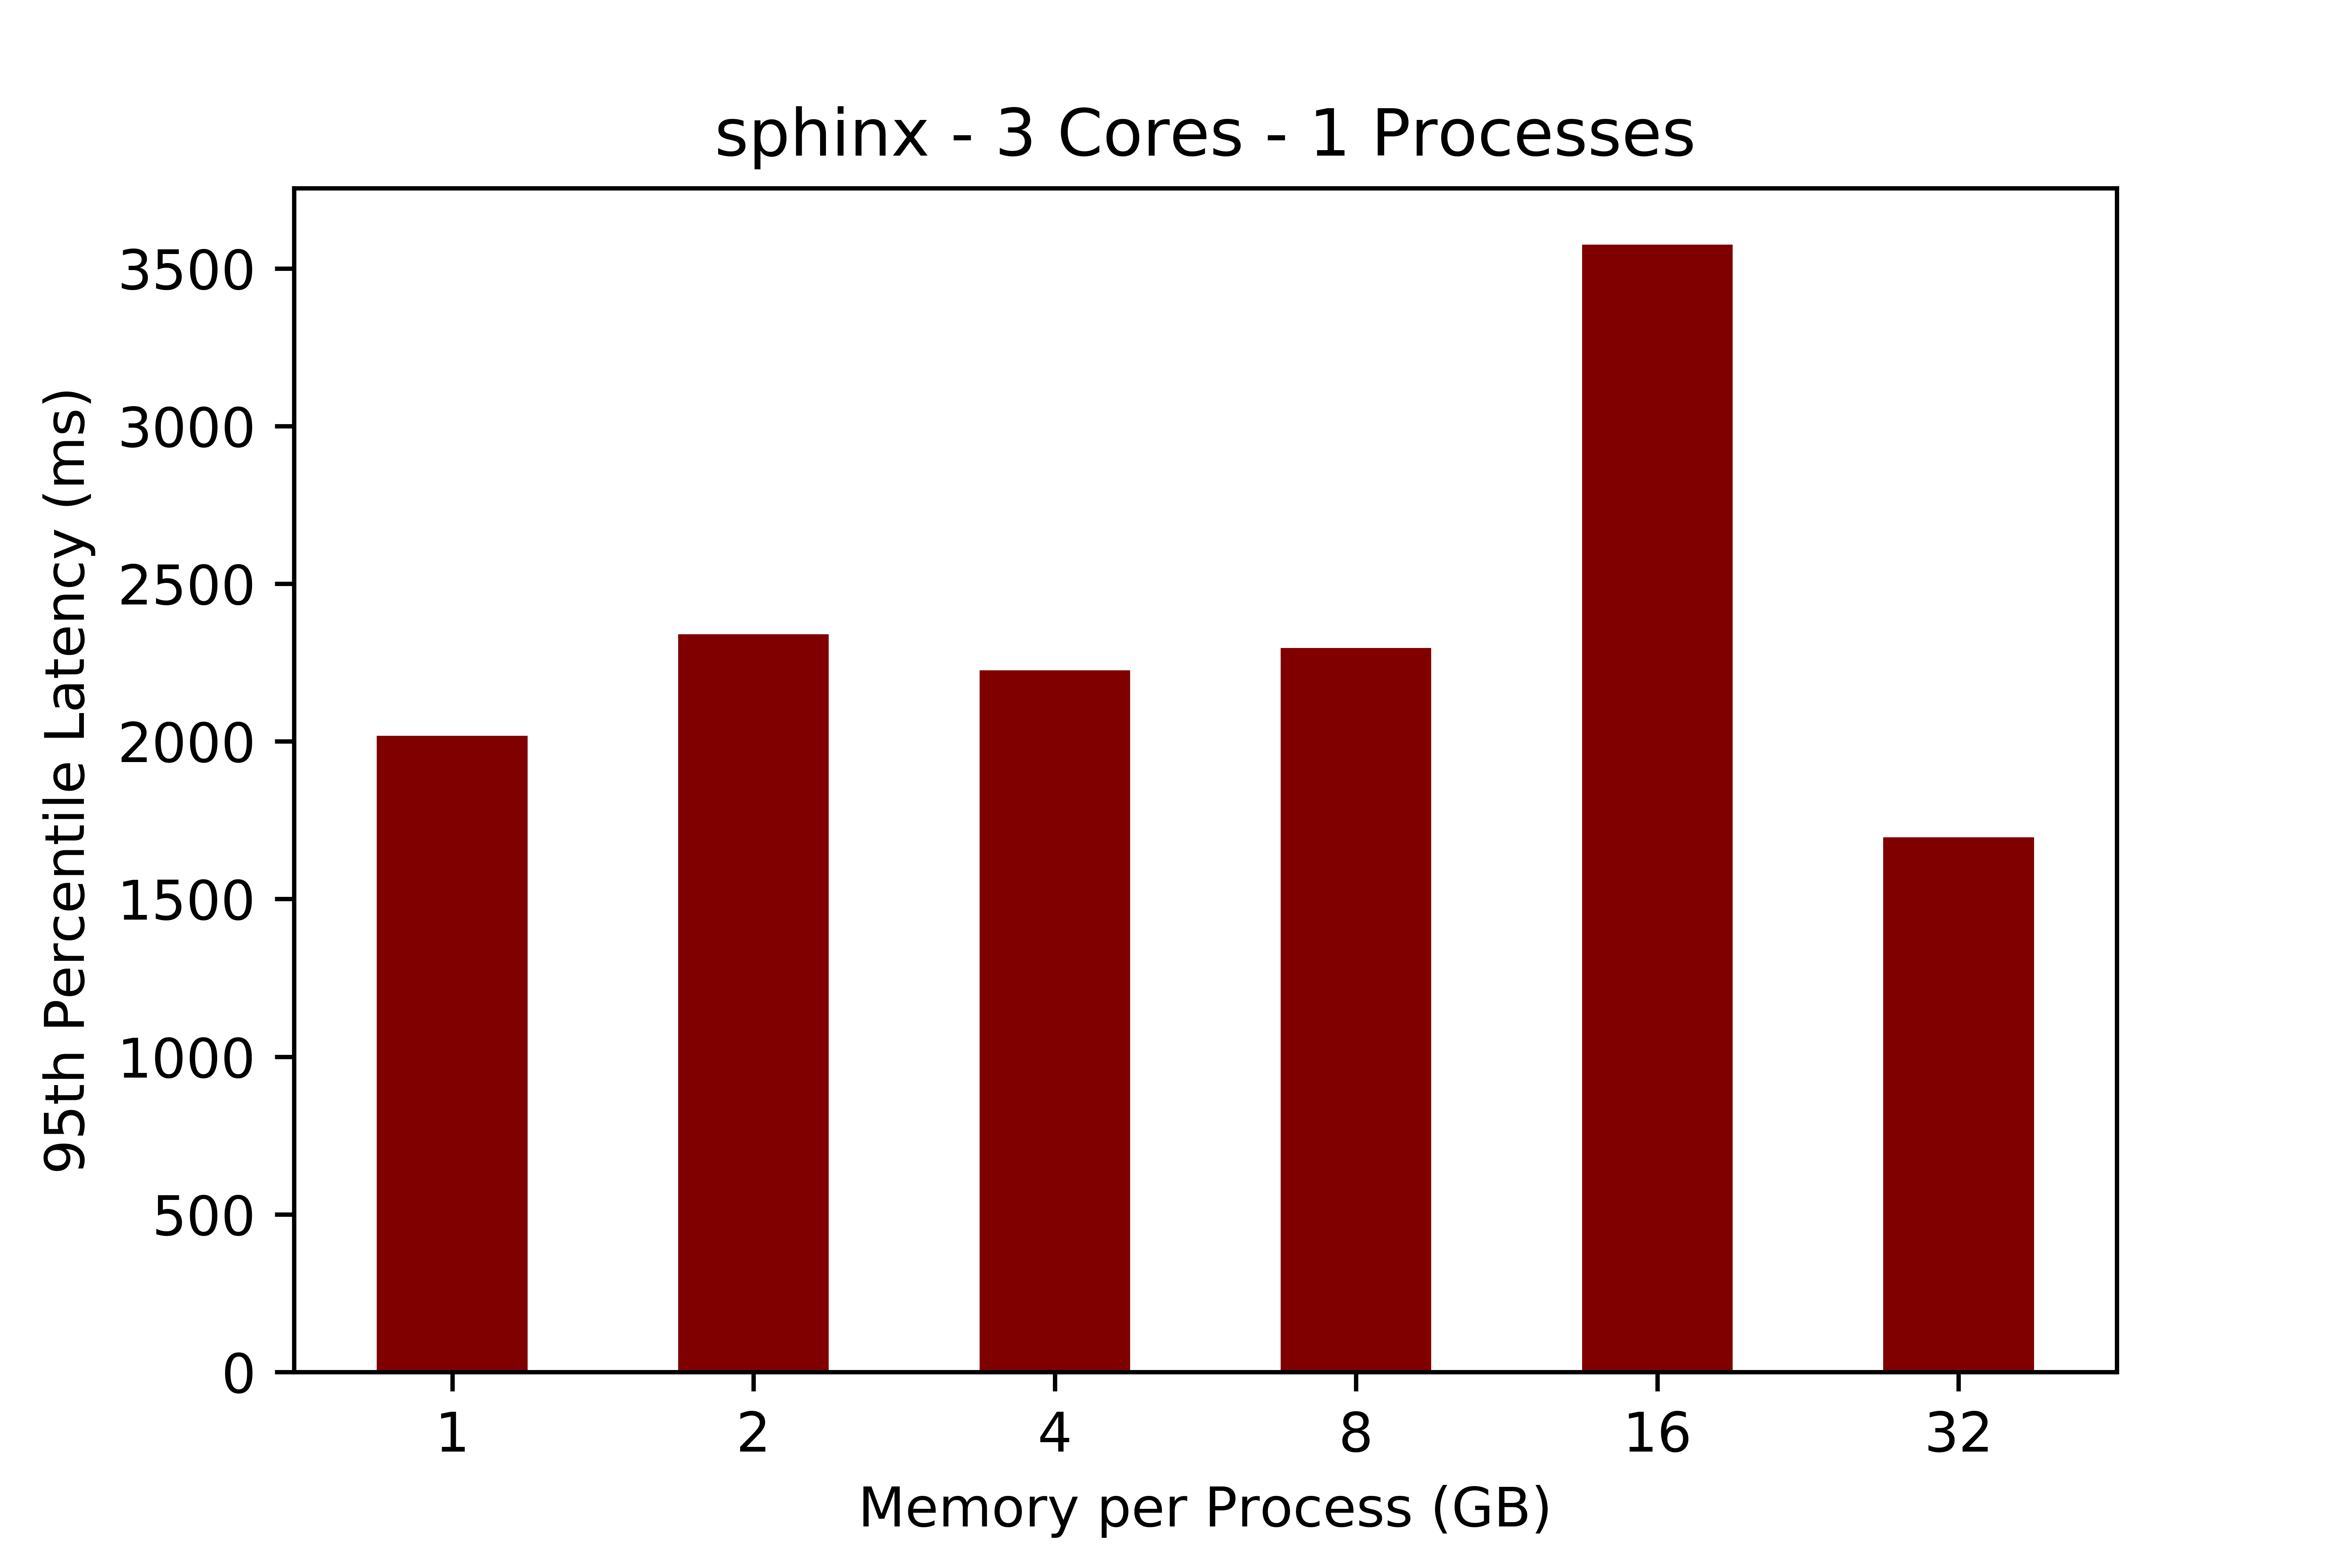 sphinx - 3 Cores - 1 Processes
95th Percentile Latency (ms)
3500
3000
2500
2000
1500
1000
500
0
1 2 4 8 16 32
Memory per Process (GB)